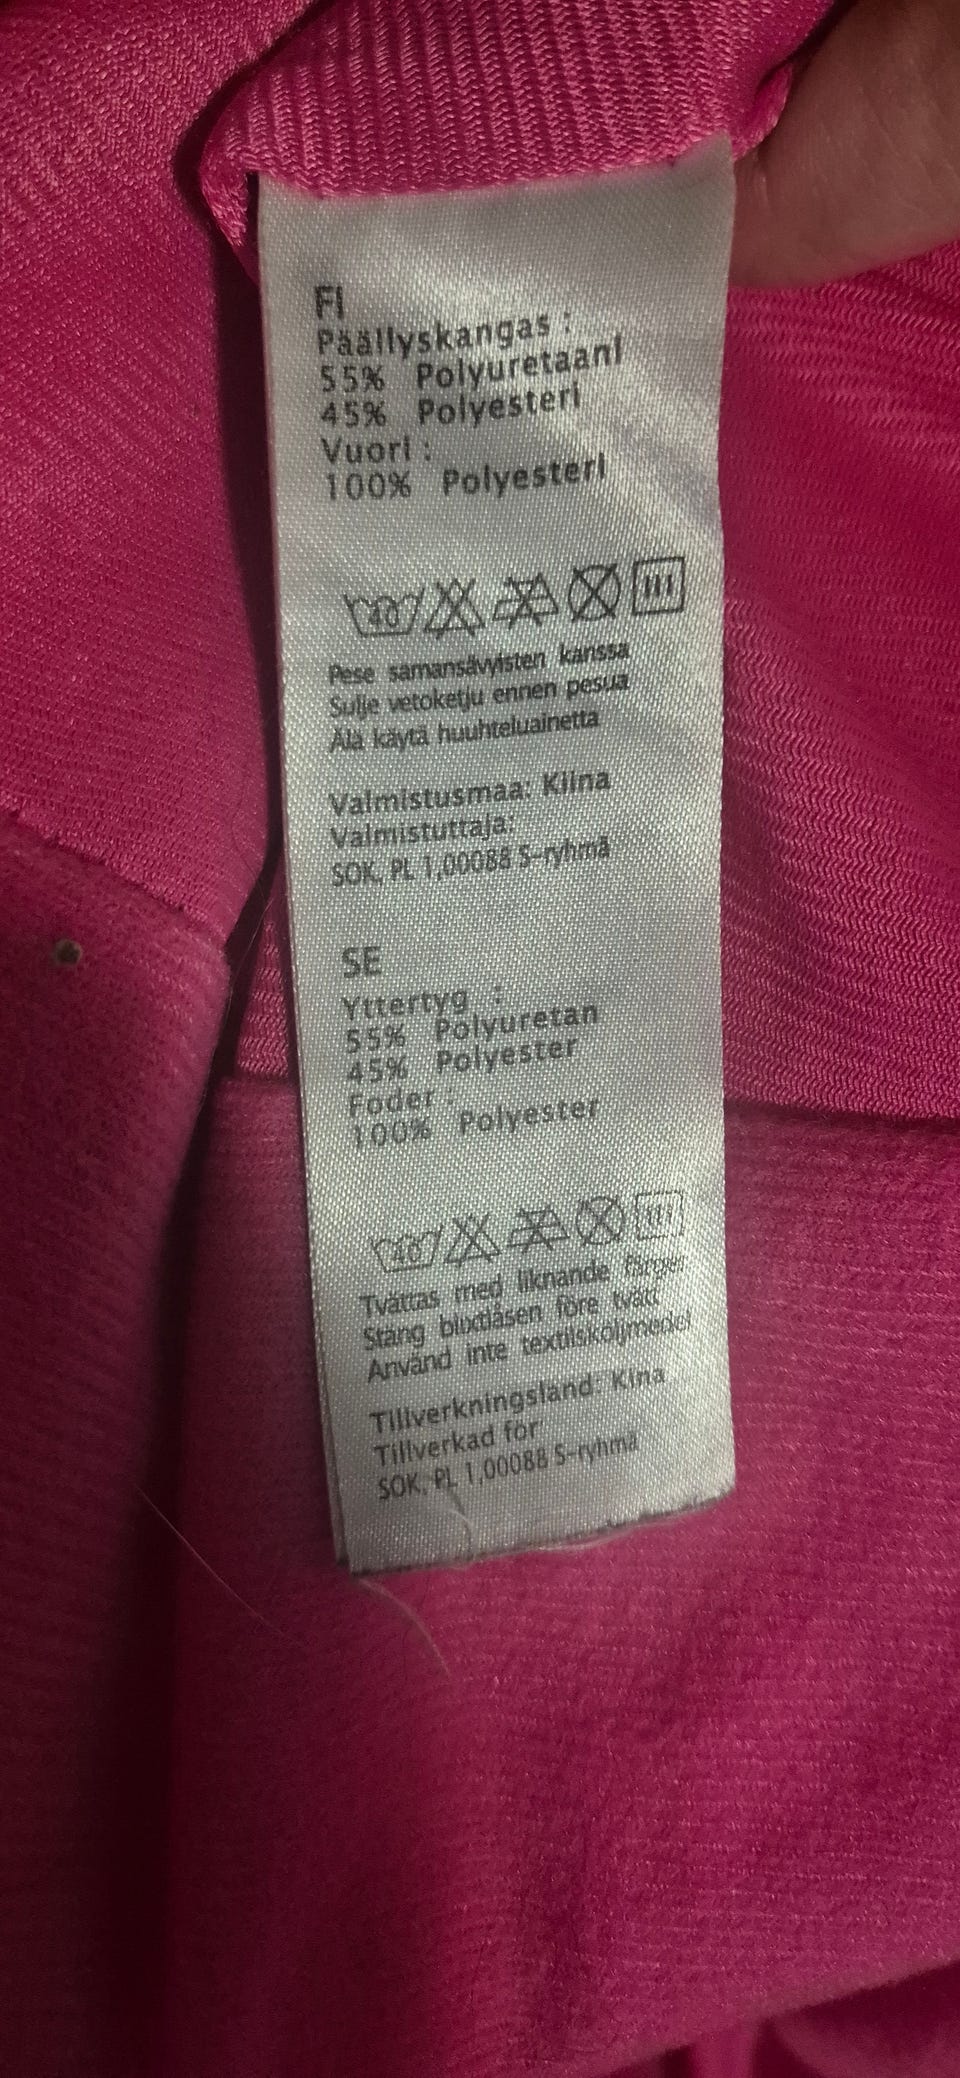 FI
Päällyskangas :
55% Polyuretaani
45% Polyesteri
Vuori :
100% Polyesteri
40
Pese samansävyisten kanssa
Sulje vetoketju ennen pesua
Älä käytä huuhteluainetta
Valmistusmaa: Kiina
Valmistuttaja:
SOK, PL 1,00088 S-ryhmä
SE
Yttertyg :
55% Polyuretan
45% Polyester
Foder :
100% Polyester
40
Tvättas med liknande färger
Stäng blixtlåsen före tvätt
Använd inte textilsköljmedel
Tillverkningsland: Kina
Tillverkad för
SOK, PL 1,00088 S-ryhmä